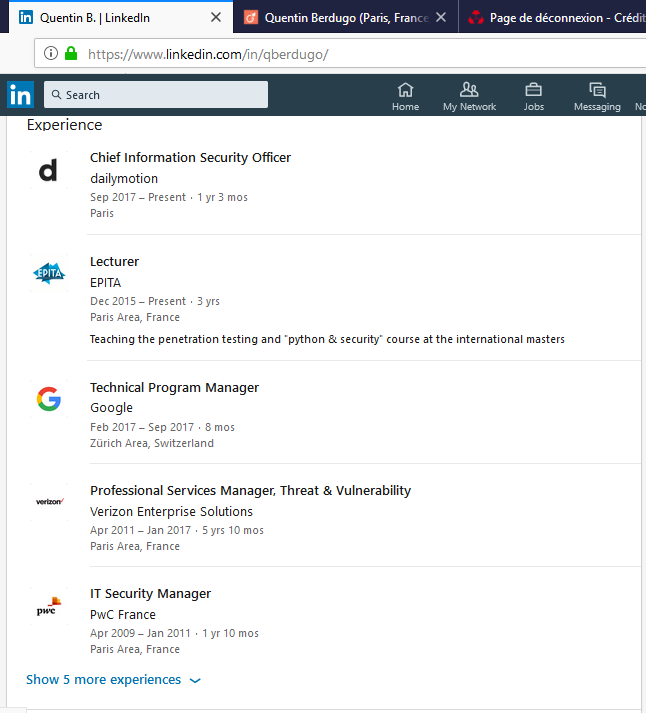 Quentin B. | LinkedIn
Quentin Berdugo (Paris, France
Page de déconnexion - Crédit
https://www.linkedin.com/in/qberdugo/
in
Search
Home
My Network
Jobs
Messaging
No
Experience
d
Chief Information Security Officer
dailymotion
Sep 2017 – Present · 1 yr 3 mos
Paris
EPITA
Lecturer
EPITA
Dec 2015 – Present · 3 yrs
Paris Area, France
Teaching the penetration testing and "python & security" course at the international masters
G
Technical Program Manager
Google
Feb 2017 – Sep 2017 · 8 mos
Zürich Area, Switzerland
verizon
Professional Services Manager, Threat & Vulnerability
Verizon Enterprise Solutions
Apr 2011 – Jan 2017 · 5 yrs 10 mos
Paris Area, France
pwc
IT Security Manager
PwC France
Apr 2009 – Jan 2011 · 1 yr 10 mos
Paris Area, France
Show 5 more experiences